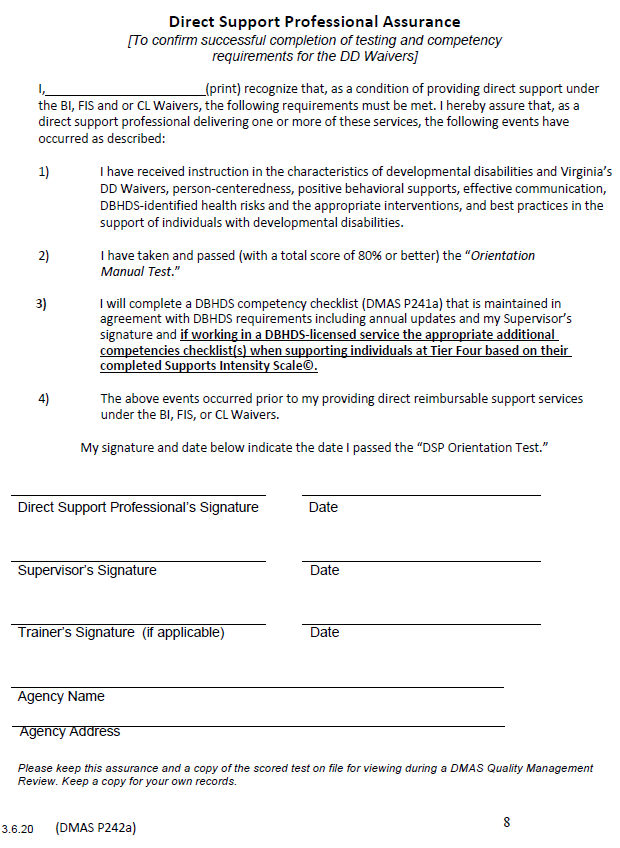 Direct Support Professional Assurance
[To confirm successful completion of testing and competency
requirements for the DD Waivers]
I,_______________________(print) recognize that, as a condition of providing direct support under
the BI, FIS and or CL Waivers, the following requirements must be met. I hereby assure that, as a
direct support professional delivering one or more of these services, the following events have
occurred as described:
1) I have received instruction in the characteristics of developmental disabilities and Virginia’s
DD Waivers, person-centeredness, positive behavioral supports, effective communication,
DBHDS-identified health risks and the appropriate interventions, and best practices in the
support of individuals with developmental disabilities.
2) I have taken and passed (with a total score of 80% or better) the “Orientation
Manual Test.”
3) I will complete a DBHDS competency checklist (DMAS P241a) that is maintained in
agreement with DBHDS requirements including annual updates and my Supervisor’s
signature and if working in a DBHDS-licensed service the appropriate additional
competencies checklist(s) when supporting individuals at Tier Four based on their
completed Supports Intensity Scale©.
4) The above events occurred prior to my providing direct reimbursable support services
under the BI, FIS, or CL Waivers.
My signature and date below indicate the date I passed the “DSP Orientation Test.”
Direct Support Professional’s Signature Date
Supervisor’s Signature Date
Trainer’s Signature (if applicable) Date
Agency Name
Agency Address
Please keep this assurance and a copy of the scored test on file for viewing during a DMAS Quality Management
Review. Keep a copy for your own records.
3.6.20 (DMAS P242a) 8